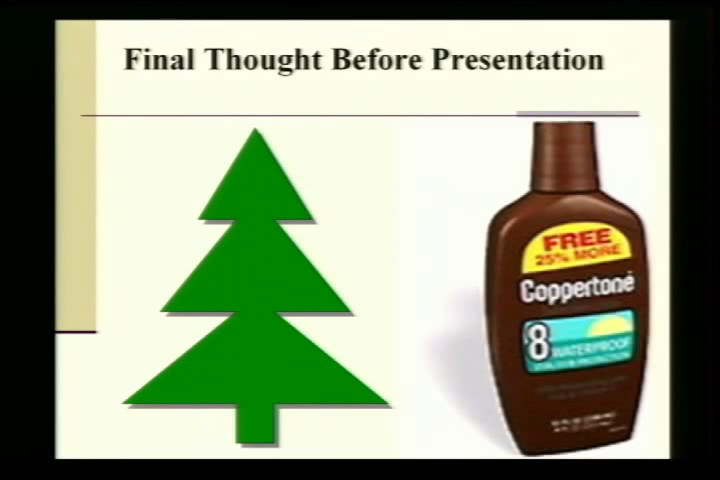 Final Thought Before Presentation
FREE
25% MORE
Coppertone
8 WATERPROOF